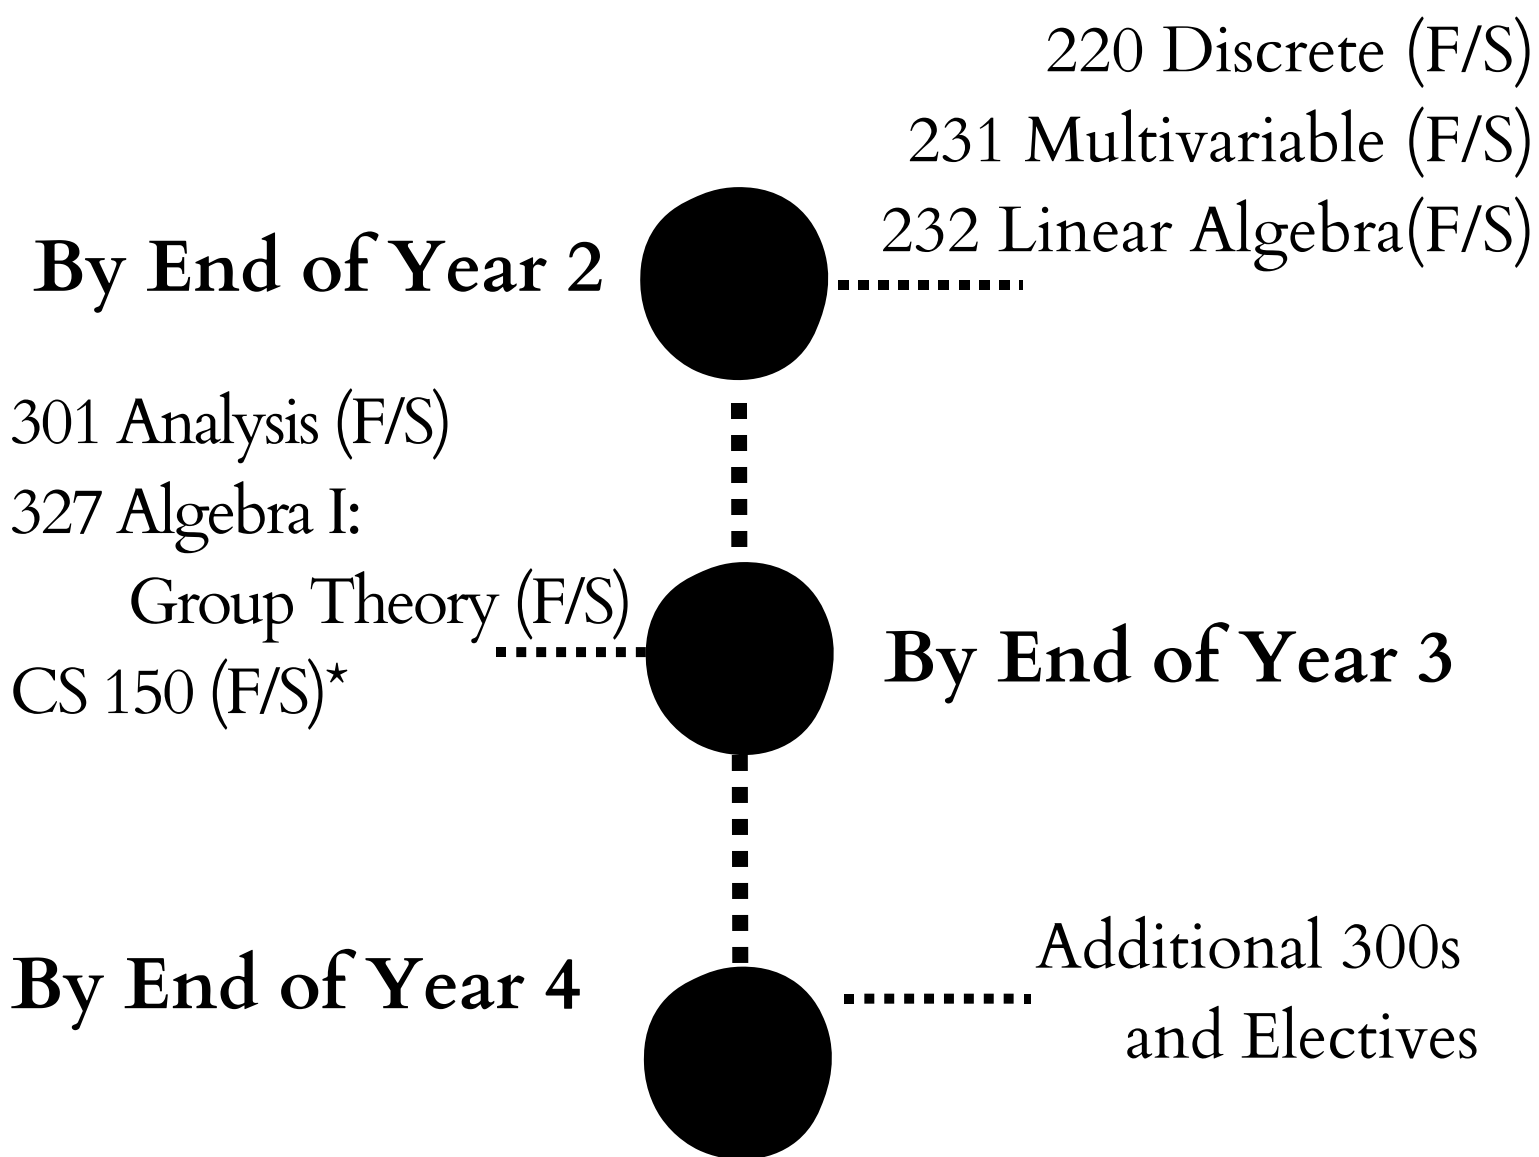 220 Discrete (F/S)
231 Multivariable (F/S)
232 Linear Algebra(F/S)
By End of Year 2
301 Analysis (F/S)
327 Algebra I:
Group Theory (F/S)
CS 150 (F/S)*
By End of Year 3
Additional 300s
and Electives
By End of Year 4